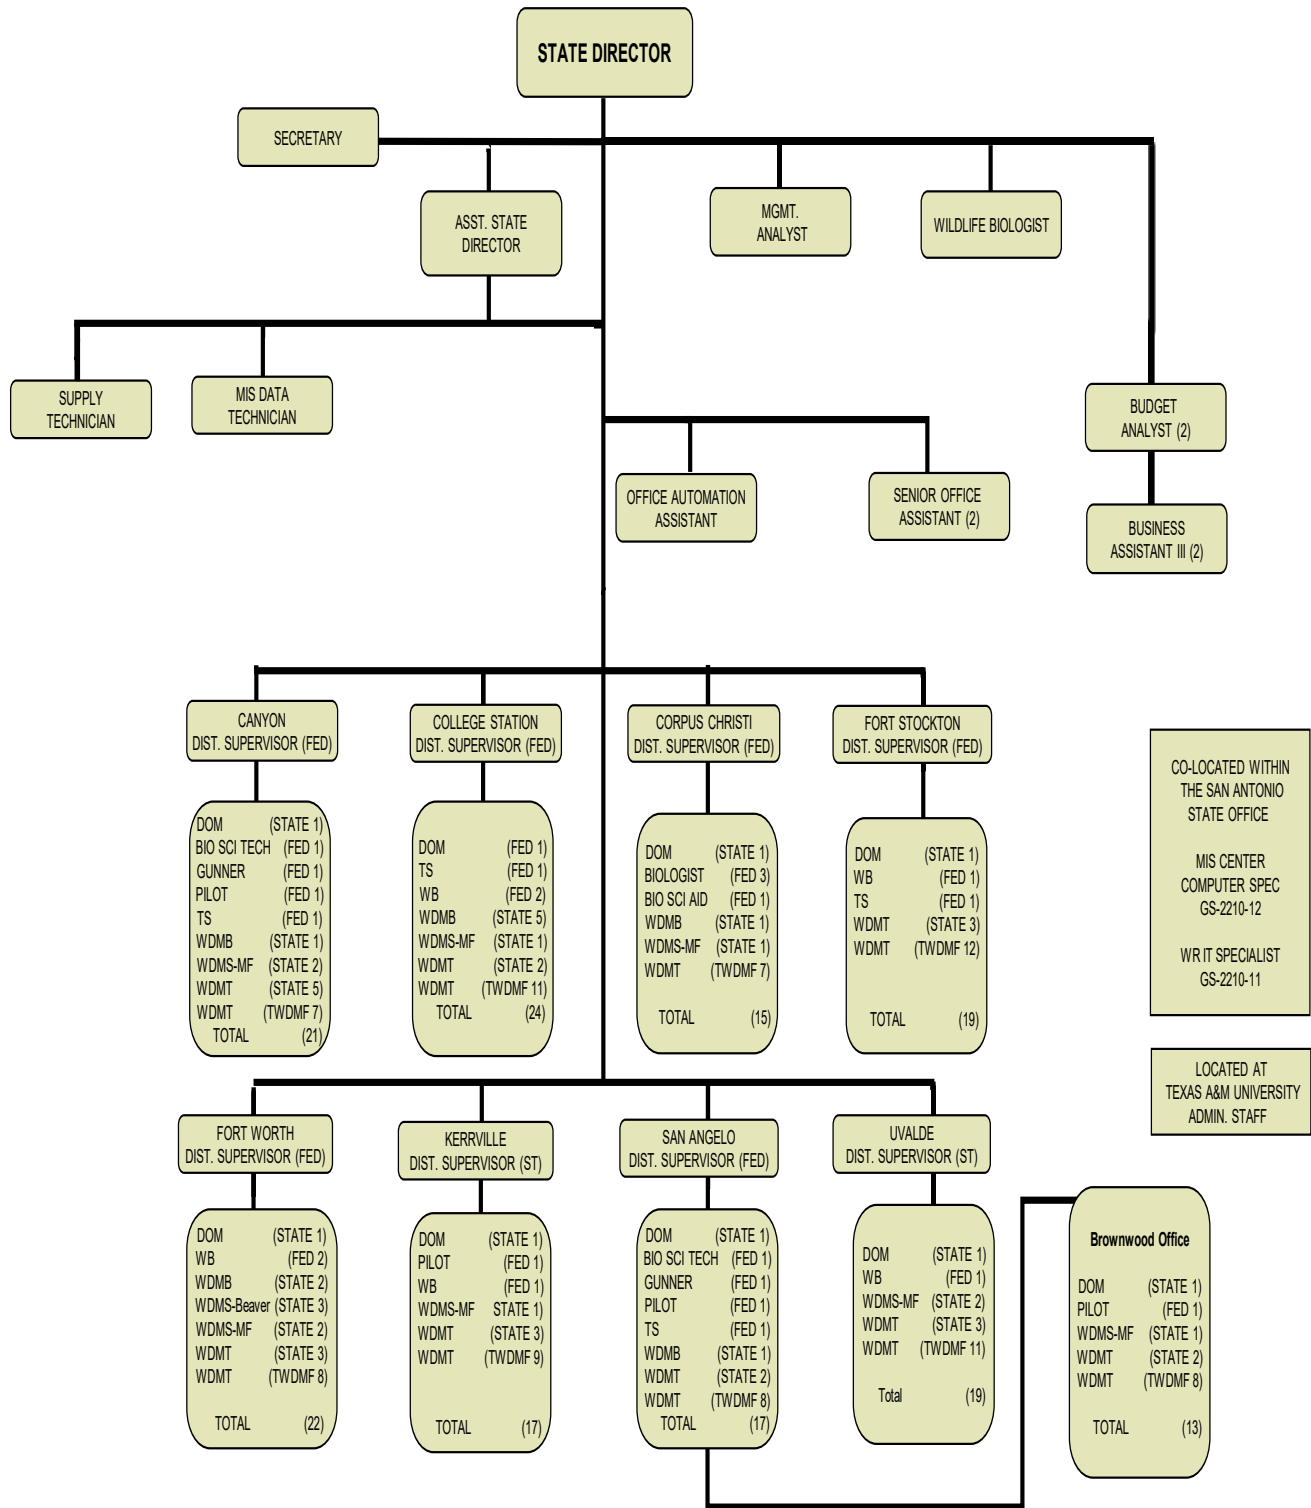 STATE DIRECTOR
SECRETARY
ASST. STATE
DIRECTOR
MGMT.
ANALYST
WILDLIFE BIOLOGIST
SUPPLY
TECHNICIAN
MIS DATA
TECHNICIAN
BUDGET
ANALYST (2)
OFFICE AUTOMATION
ASSISTANT
SENIOR OFFICE
ASSISTANT (2)
BUSINESS
ASSISTANT III (2)
CANYON
DIST. SUPERVISOR (FED)
COLLEGE STATION
DIST. SUPERVISOR (FED)
CORPUS CHRISTI
DIST. SUPERVISOR (FED)
FORT STOCKTON
DIST. SUPERVISOR (FED)
DOM (STATE 1)
BIO SCI TECH (FED 1)
GUNNER (FED 1)
PILOT (FED 1)
TS (FED 1)
WDMB (STATE 1)
WDMS-MF (STATE 2)
WDMT (STATE 5)
WDMT (TWDMF 7)
TOTAL (21)
DOM (FED 1)
TS (FED 1)
WB (FED 2)
WDMB (STATE 5)
WDMS-MF (STATE 1)
WDMT (STATE 2)
WDMT (TWDMF 11)
TOTAL (24)
DOM (STATE 1)
BIOLOGIST (FED 3)
BIO SCI AID (FED 1)
WDMB (STATE 1)
WDMS-MF (STATE 1)
WDMT (TWDMF 7)
TOTAL (15)
DOM (STATE 1)
WB (FED 1)
TS (FED 1)
WDMT (STATE 3)
WDMT (TWDMF 12)
TOTAL (19)
CO-LOCATED WITHIN
THE SAN ANTONIO
STATE OFFICE
MIS CENTER
COMPUTER SPEC
GS-2210-12
WR IT SPECIALIST
GS-2210-11
LOCATED AT
TEXAS A&M UNIVERSITY
ADMIN. STAFF
FORT WORTH
DIST. SUPERVISOR (FED)
KERRVILLE
DIST. SUPERVISOR (ST)
SAN ANGELO
DIST. SUPERVISOR (FED)
UVALDE
DIST. SUPERVISOR (ST)
DOM (STATE 1)
WB (FED 2)
WDMB (STATE 2)
WDMS-Beaver (STATE 3)
WDMS-MF (STATE 2)
WDMT (STATE 3)
WDMT (TWDMF 8)
TOTAL (22)
DOM (STATE 1)
PILOT (FED 1)
WB (FED 1)
WDMS-MF STATE 1)
WDMT (STATE 3)
WDMT (TWDMF 9)
TOTAL (17)
DOM (STATE 1)
BIO SCI TECH (FED 1)
GUNNER (FED 1)
PILOT (FED 1)
TS (FED 1)
WDMB (STATE 1)
WDMT (STATE 2)
WDMT (TWDMF 8)
TOTAL (17)
DOM (STATE 1)
WB (FED 1)
WDMS-MF (STATE 2)
WDMT (STATE 3)
WDMT (TWDMF 11)
Total (19)
Brownwood Office
DOM (STATE 1)
PILOT (FED 1)
WDMS-MF (STATE 1)
WDMT (STATE 2)
WDMT (TWDMF 8)
TOTAL (13)